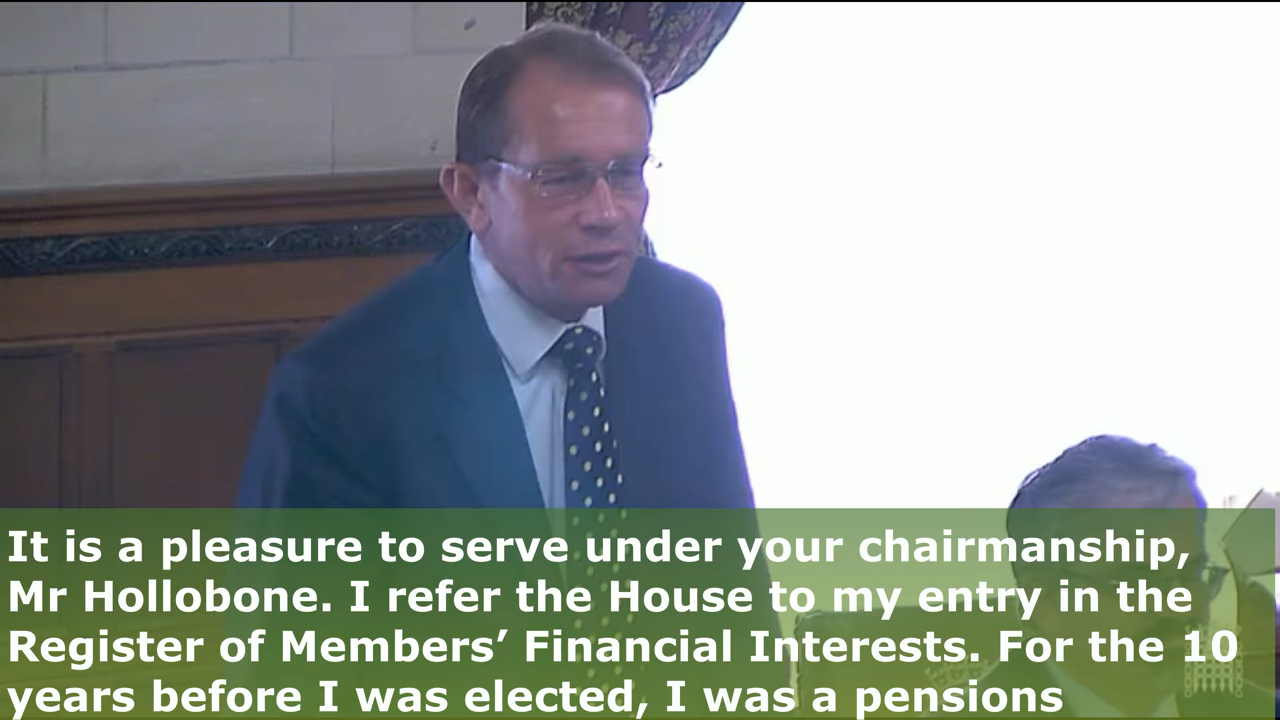 It is a pleasure to serve under your chairmanship,
Mr Hollobone. I refer the House to my entry in the
Register of Members’ Financial Interests. For the 10
years before I was elected, I was a pensions